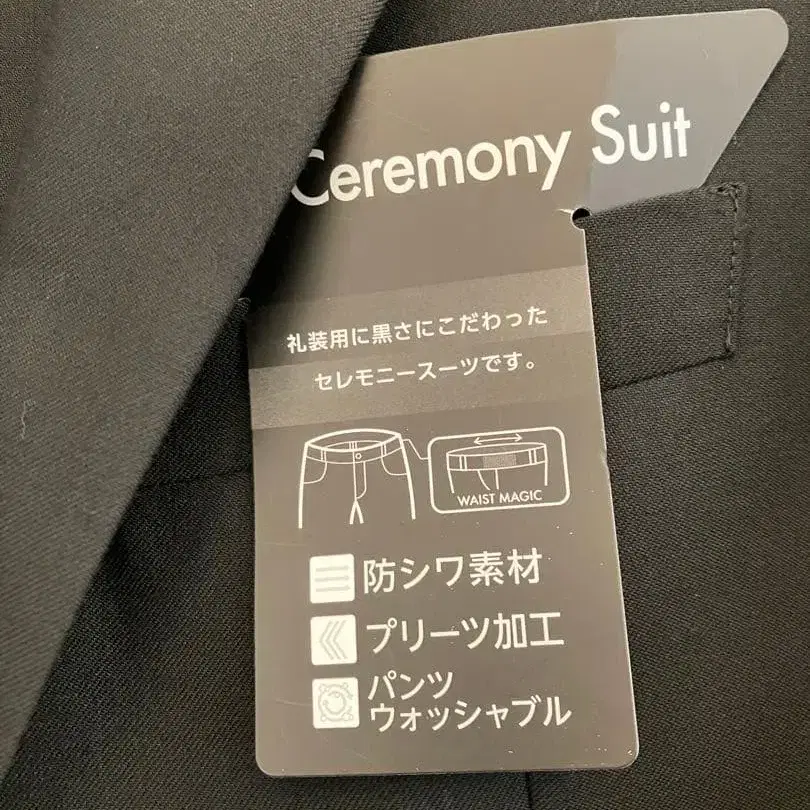 Ceremony Suit
礼装用に黒さにこだわった
セレモニースーツです。
WAIST MAGIC
防シワ素材
プリーツ加工
パンツ
ウォッシャブル